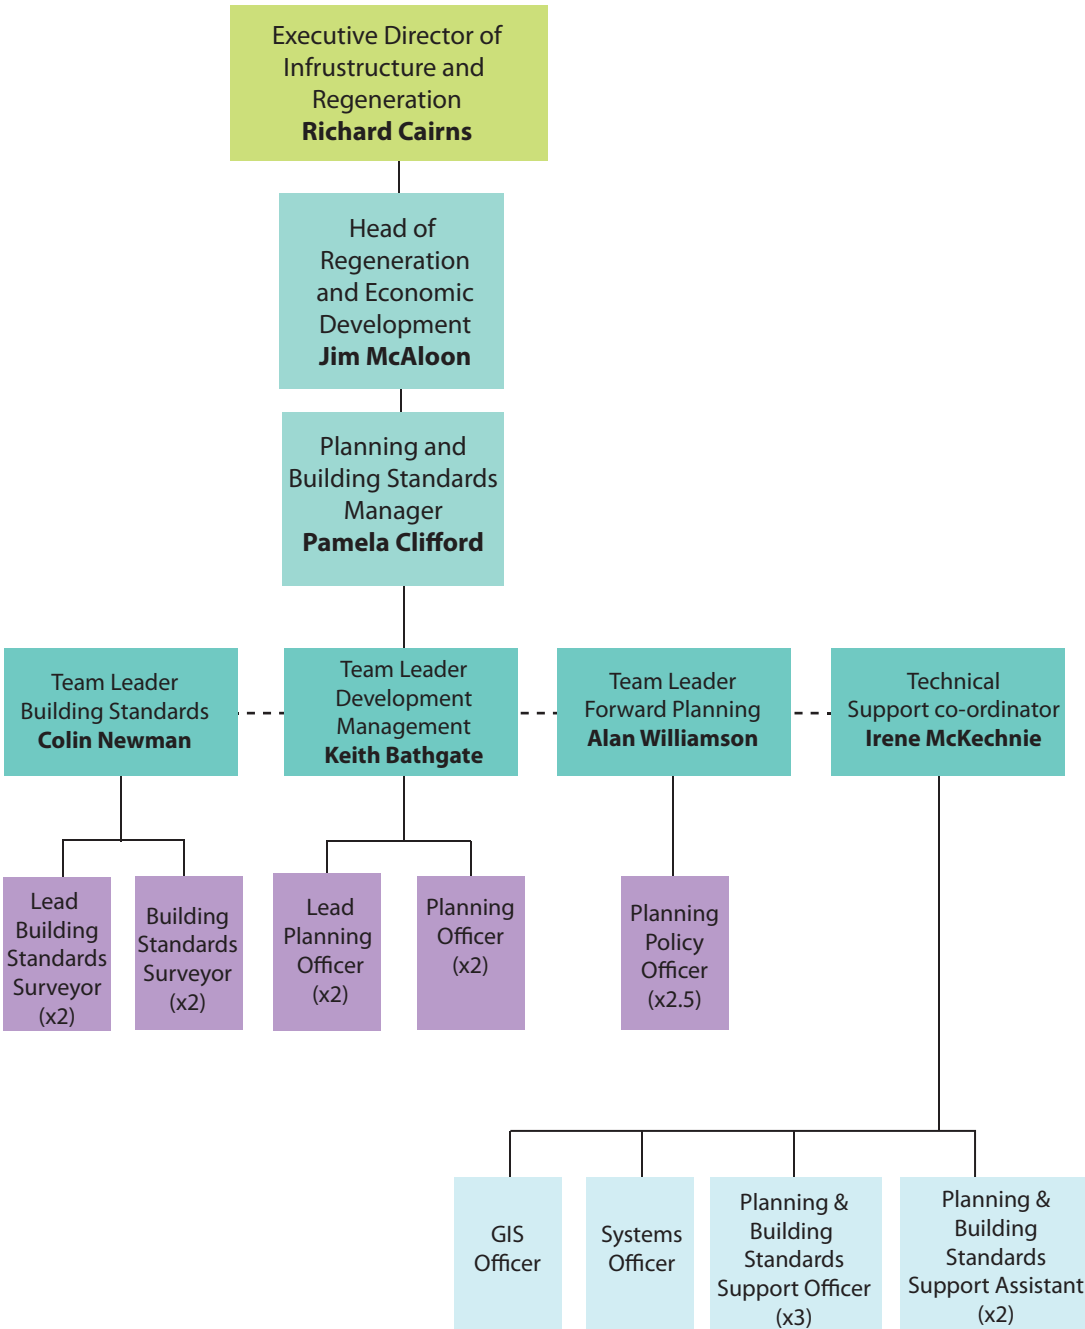 Executive Director of
Infrustructure and
Regeneration
Richard Cairns
Head of
Regeneration
and Economic
Development
Jim McAloon
Planning and
Building Standards
Manager
Pamela Clifford
Team Leader
Building Standards
Colin Newman
Team Leader
Development
Management
Keith Bathgate
Team Leader
Forward Planning
Alan Williamson
Technical
Support co-ordinator
Irene McKechnie
Lead
Building
Standards
Surveyor
(x2)
Building
Standards
Surveyor
(x2)
Lead
Planning
Officer
(x2)
Planning
Officer
(x2)
Planning
Policy
Officer
(x2.5)
GIS
Officer
Systems
Officer
Planning &
Building
Standards
Support Officer
(x3)
Planning &
Building
Standards
Support Assistant
(x2)